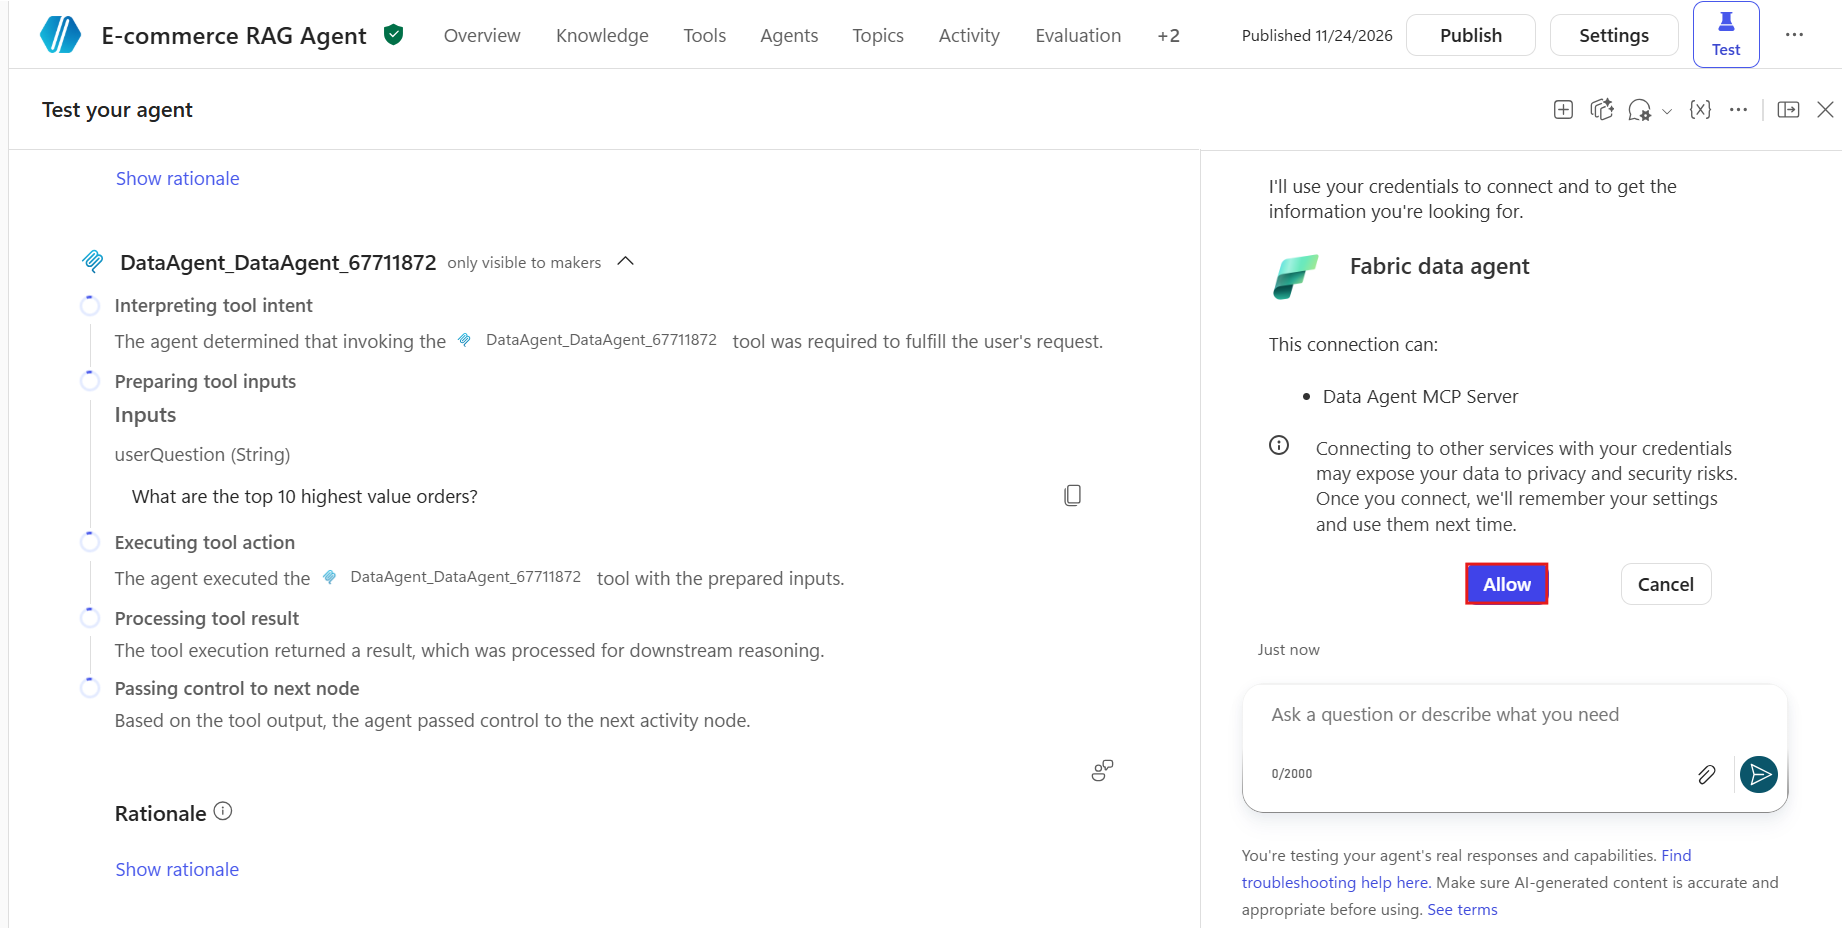 E-commerce RAG Agent Overview Knowledge Tools Agents Topics Activity Evaluation +2 Published 11/24/2026 Publish Settings Test
Test your agent
Show rationale
DataAgent_DataAgent_67711872 only visible to makers
Interpreting tool intent
The agent determined that invoking the DataAgent_DataAgent_67711872 tool was required to fulfill the user's request.
Preparing tool inputs
Inputs
userQuestion (String)
What are the top 10 highest value orders?
Executing tool action
The agent executed the DataAgent_DataAgent_67711872 tool with the prepared inputs.
Processing tool result
The tool execution returned a result, which was processed for downstream reasoning.
Passing control to next node
Based on the tool output, the agent passed control to the next activity node.
Rationale
Show rationale
I'll use your credentials to connect and to get the
information you're looking for.
Fabric data agent
This connection can:
• Data Agent MCP Server
Connecting to other services with your credentials
may expose your data to privacy and security risks.
Once you connect, we'll remember your settings
and use them next time.
Allow Cancel
Just now
Ask a question or describe what you need
0/2000
You're testing your agent's real responses and capabilities. Find
troubleshooting help here. Make sure AI-generated content is accurate and
appropriate before using. See terms